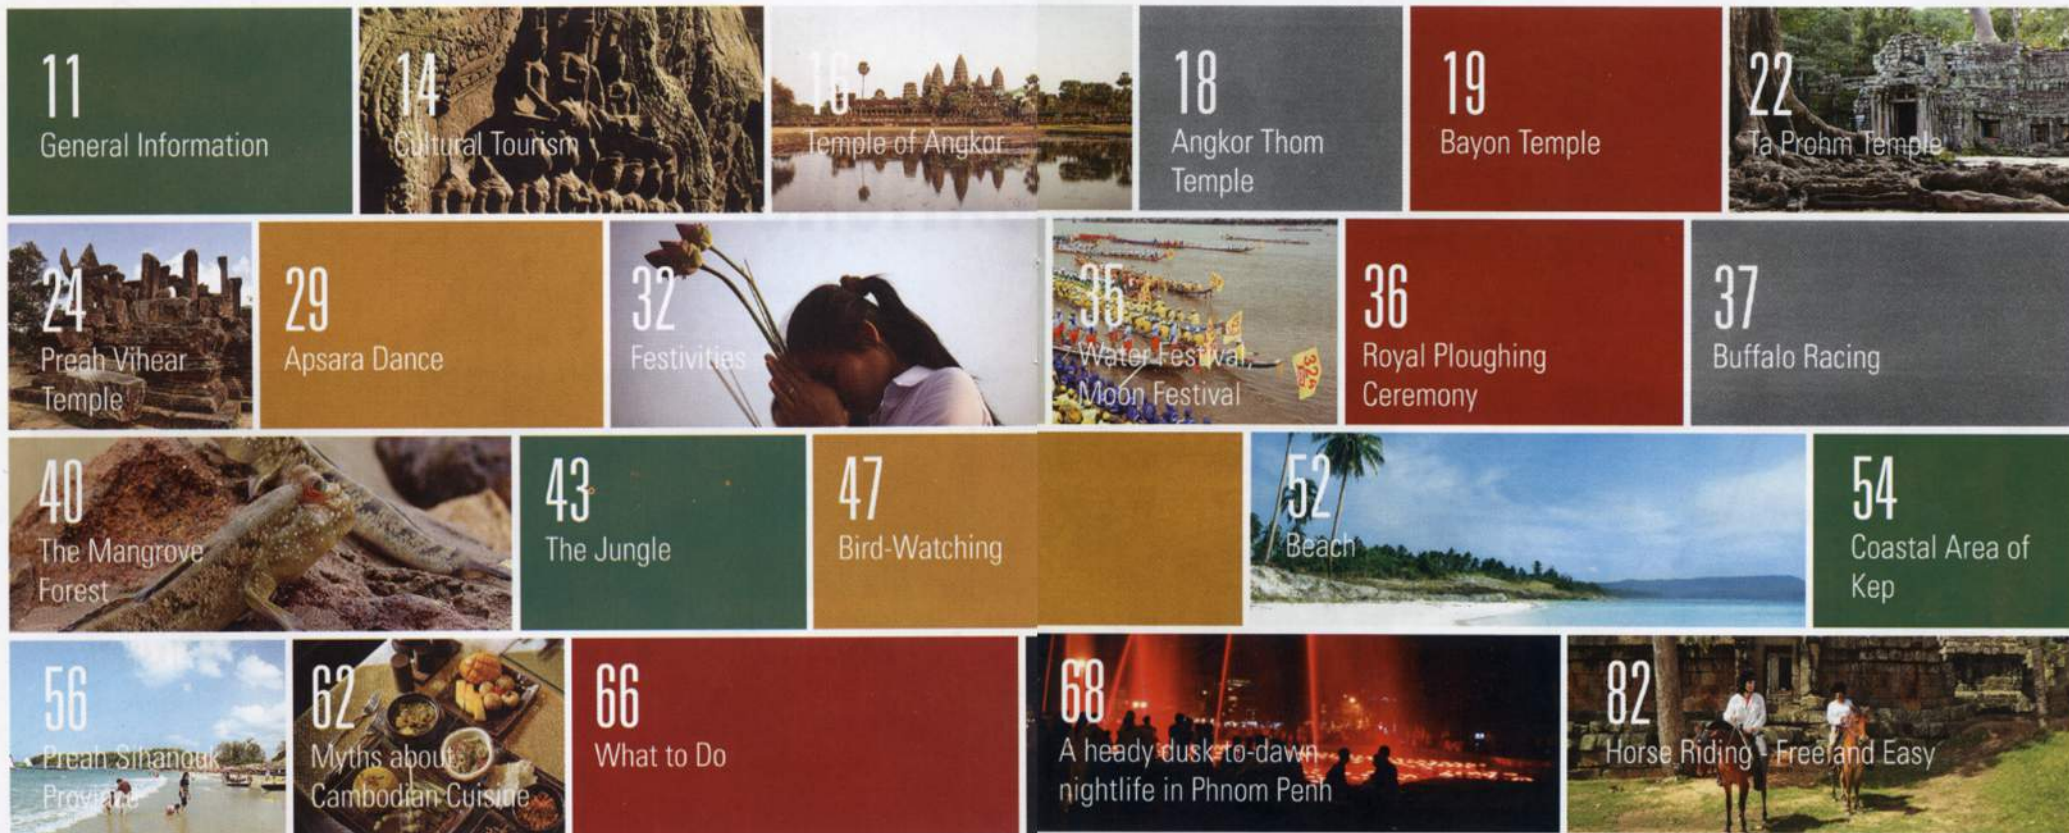 11
General Information
14
Cultural Tourism
16
Temple of Angkor
18
Angkor Thom
Temple
19
Bayon Temple
22
Ta Prohm Temple
24
Preah Vihear
Temple
29
Apsara Dance
32
Festivities
35
Water Festival,
Moon Festival
36
Royal Ploughing
Ceremony
37
Buffalo Racing
40
The Mangrove
Forest
43
The Jungle
47
Bird-Watching
52
Beach
54
Coastal Area of
Kep
56
Preah Sihanouk
Province
62
Myths about
Cambodian Cuisine
66
What to Do
68
A heady dusk-to-dawn
nightlife in Phnom Penh
82
Horse Riding - Free and Easy